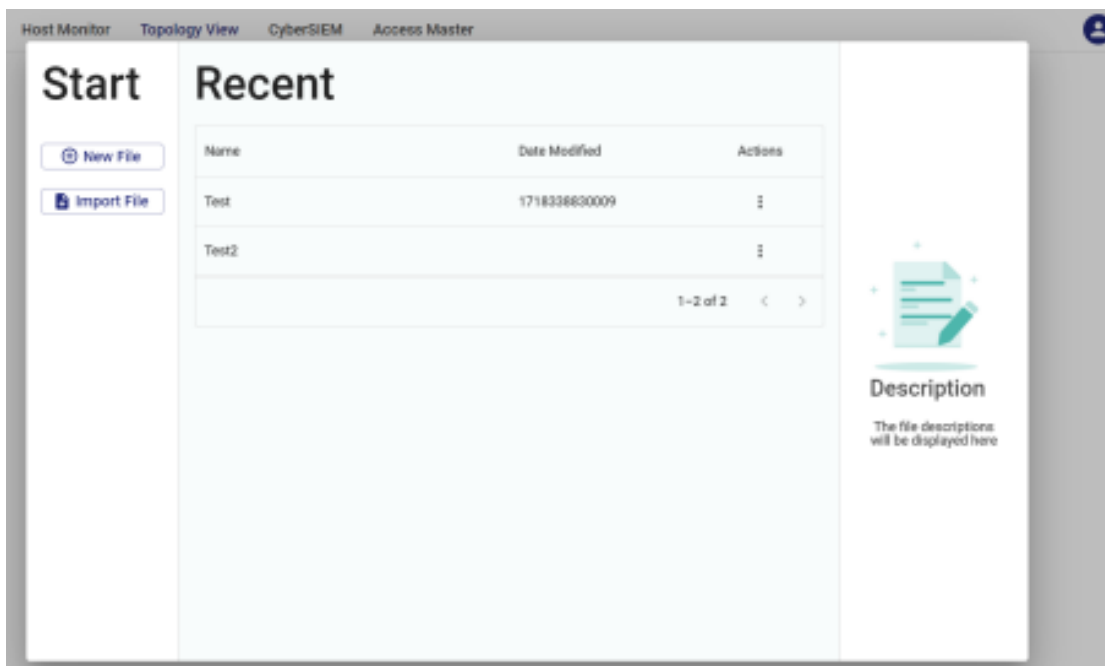 Host Monitor Topology View CyberSIEM Access Master
Start
New File
Import File
Recent
Name Date Modified Actions
Test 1718338830009
Test2
1–2 of 2
Description
The file descriptions
will be displayed here